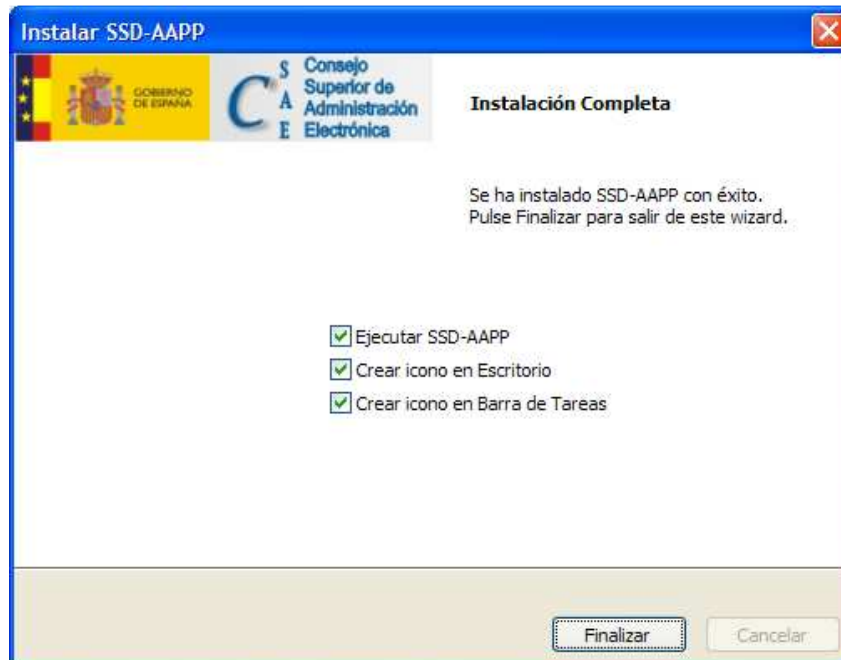 Instalar SSD-AAPP
GOBIERNO
DE ESPAÑA
C
S
A
E
Consejo
Superior de
Administración
Electrónica
Instalación Completa
Se ha instalado SSD-AAPP con éxito.
Pulse Finalizar para salir de este wizard.
Ejecutar SSD-AAPP
Crear icono en Escritorio
Crear icono en Barra de Tareas
Finalizar
Cancelar